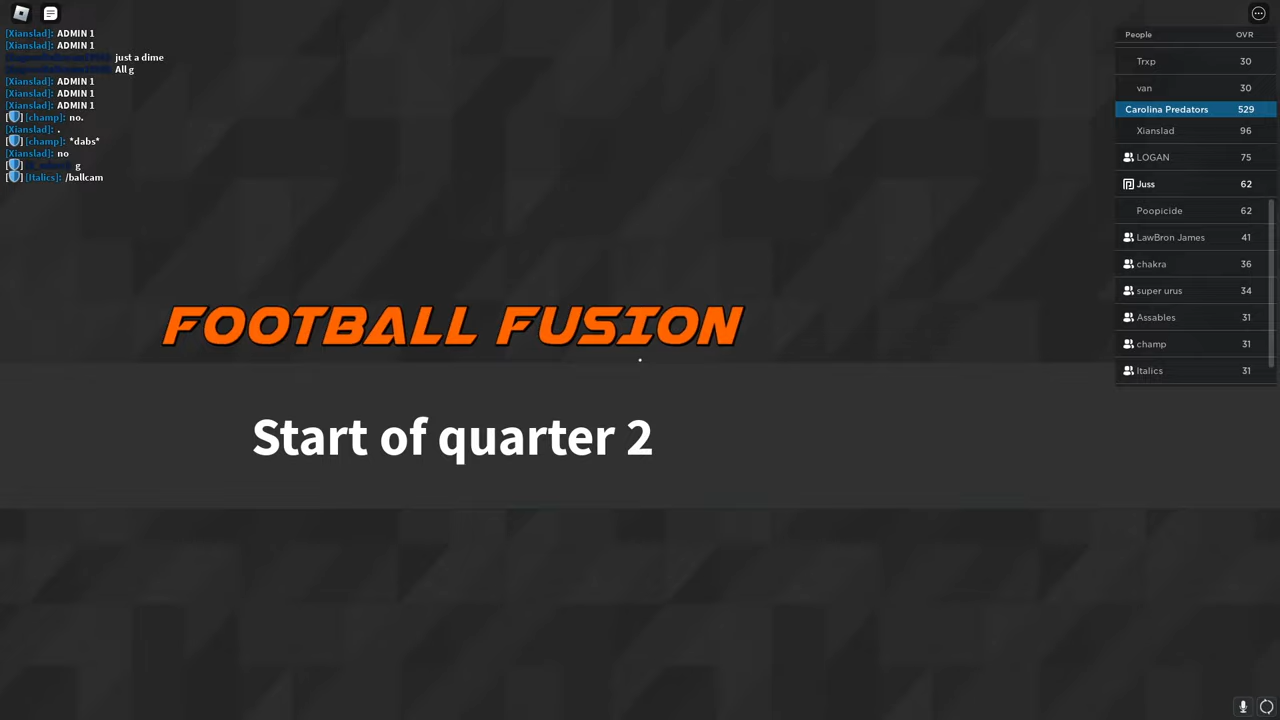 [Xianslad]: ADMIN 1
[Xianslad]: ADMIN 1
just a dime
All g
[Xianslad]: ADMIN 1
[Xianslad]: ADMIN 1
[Xianslad]: ADMIN 1
[] [champ]: no.
[Xianslad]: .
[] [champ]: *dabs*
[Xianslad]: no
[] g
[] [Italics]: /ballcam
FOOTBALL FUSION
Start of quarter 2
People OVR
Trxp 30
van 30
Carolina Predators 529
Xianslad 96
LOGAN 75
Juss 62
Poopicide 62
LawBron James 41
chakra 36
super urus 34
Assables 31
champ 31
Italics 31